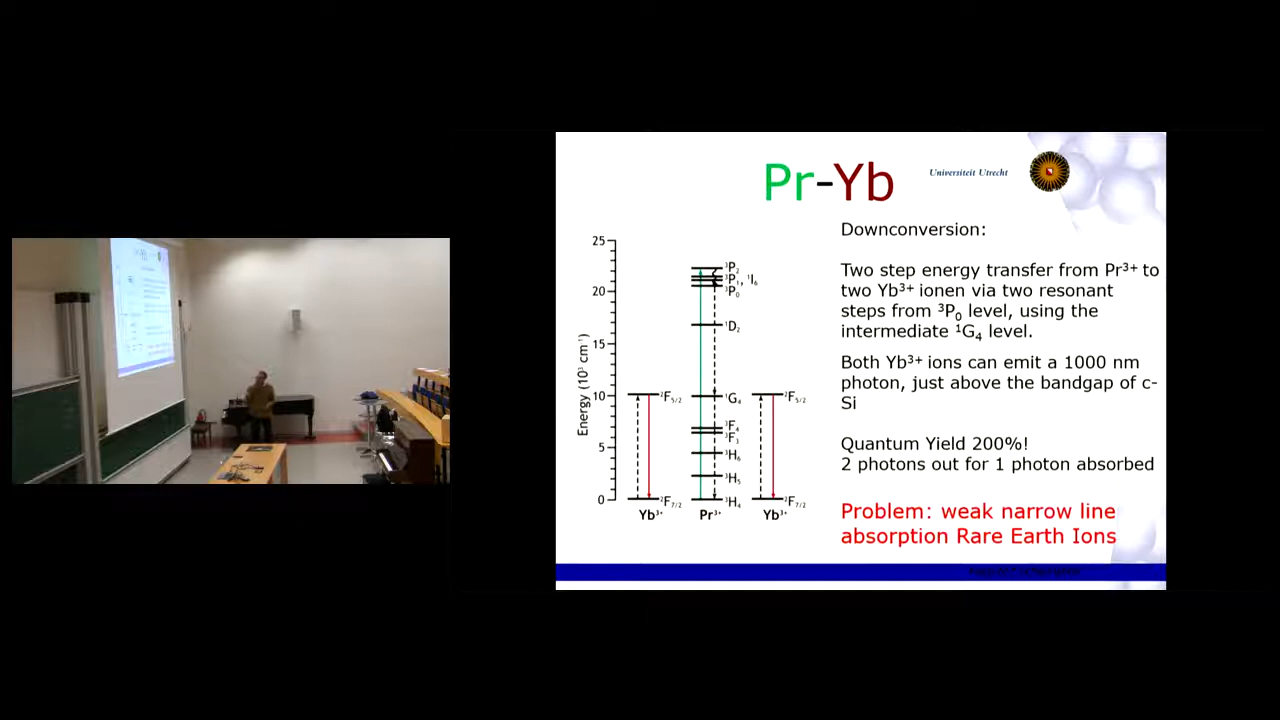 Pr-Yb
Universiteit Utrecht
Downconversion:
Two step energy transfer from Pr³⁺ to
two Yb³⁺ ionen via two resonant
steps from ³P₀ level, using the
intermediate ¹G₄ level.
Both Yb³⁺ ions can emit a 1000 nm
photon, just above the bandgap of c-
Si
Quantum Yield 200%!
2 photons out for 1 photon absorbed
Problem: weak narrow line
absorption Rare Earth Ions
Energy (10³ cm⁻¹)
25
20
15
10
5
0
³P₂
³P₁, ¹I₆
³P₀
¹D₂
²F₅/₂
¹G₄
²F₅/₂
³F₄
³F₃
³H₆
³H₅
²F₇/₂
³H₄
²F₇/₂
Yb³⁺
Pr³⁺
Yb³⁺